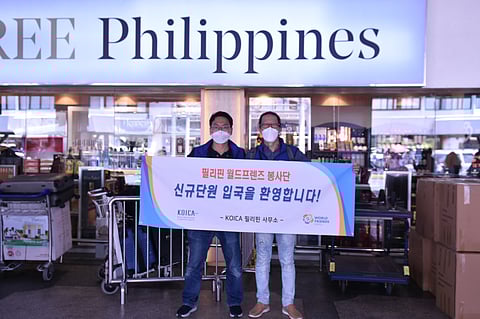 REE Philippines
필리핀 월드프렌즈 봉사단
신규단원 입국을 환영합니다!
KOICA
- KOICA 필리핀 사무소 -
WORLD
FRIENDS